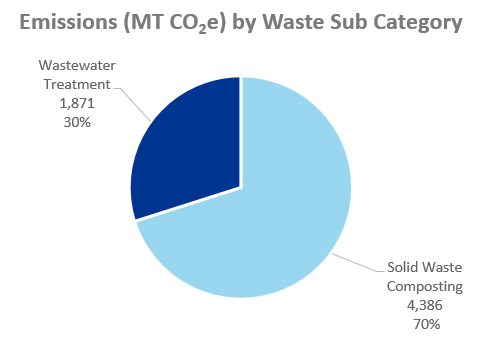 Emissions (MT CO₂e) by Waste Sub Category
Wastewater
Treatment
1,871
30%
Solid Waste
Composting
4,386
70%